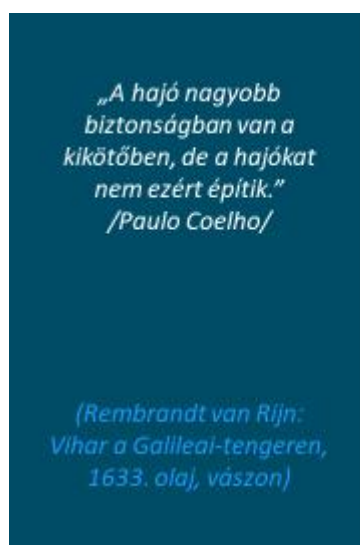 „A hajó nagyobb
biztonságban van a
kikötőben, de a hajókat
nem ezért építik.”
/Paulo Coelho/
(Rembrandt van Rijn:
Vihar a Galileai-tengeren,
1633. olaj, vászon)